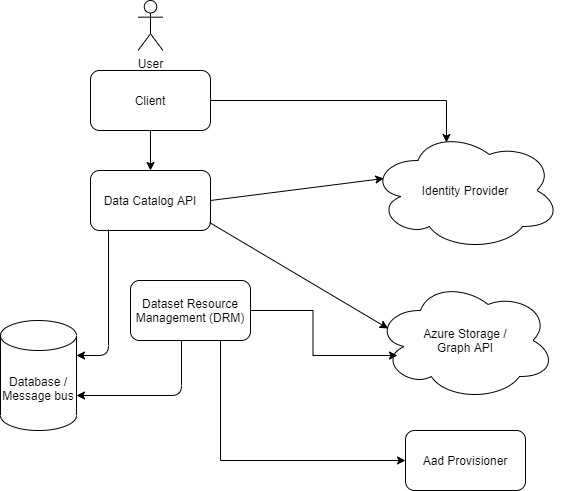 User
Client
Data Catalog API
Identity Provider
Dataset Resource
Management (DRM)
Azure Storage /
Graph API
Database /
Message bus
Aad Provisioner